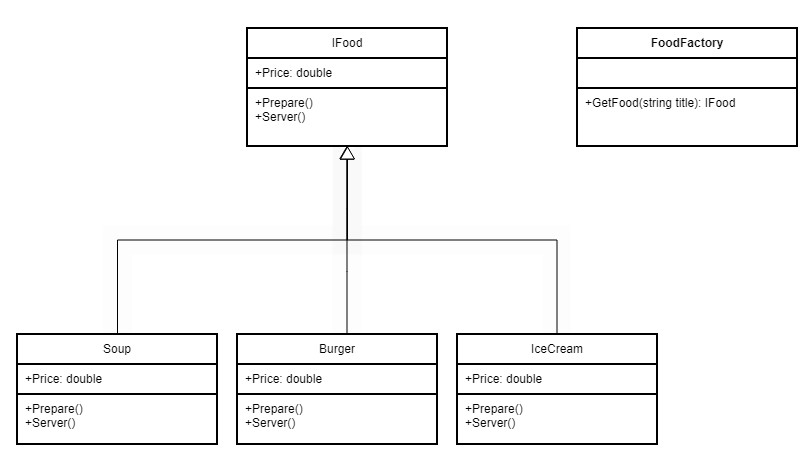 IFood
+Price: double
+Prepare()
+Server()
FoodFactory
+GetFood(string title): IFood
Soup
+Price: double
+Prepare()
+Server()
Burger
+Price: double
+Prepare()
+Server()
IceCream
+Price: double
+Prepare()
+Server()